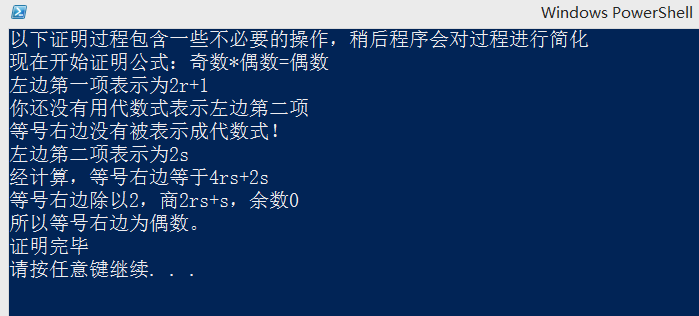 Windows PowerShell
以下证明过程包含一些不必要的操作，稍后程序会对过程进行简化
现在开始证明公式：奇数*偶数=偶数
左边第一项表示为2r+1
你还没有用代数式表示左边第二项
等号右边没有被表示成代数式！
左边第二项表示为2s
经计算，等号右边等于4rs+2s
等号右边除以2，商2rs+s，余数0
所以等号右边为偶数。
证明完毕
请按任意键继续. . .